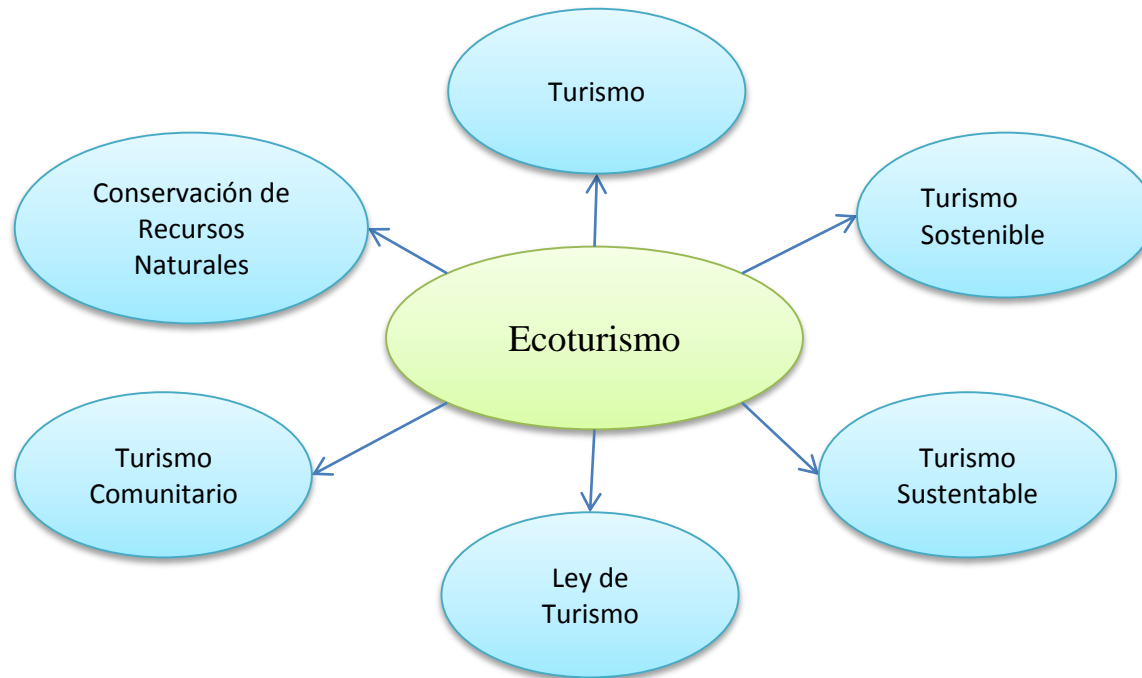 Turismo
Conservación de
Recursos
Naturales
Turismo
Sostenible
Ecoturismo
Turismo
Comunitario
Turismo
Sustentable
Ley de
Turismo